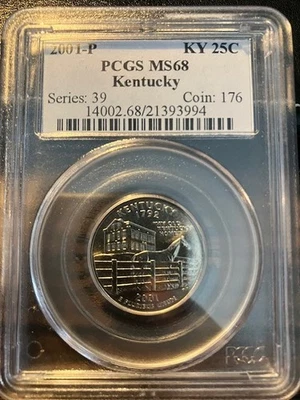 2001-P KY 25C
PCGS MS68
Kentucky
Series: 39 Coin: 176
14002.68/21393994
KENTUCKY
1792
"MY OLD
KENTUCKY
HOME"
2001
E PLURIBUS UNUM
PCGS